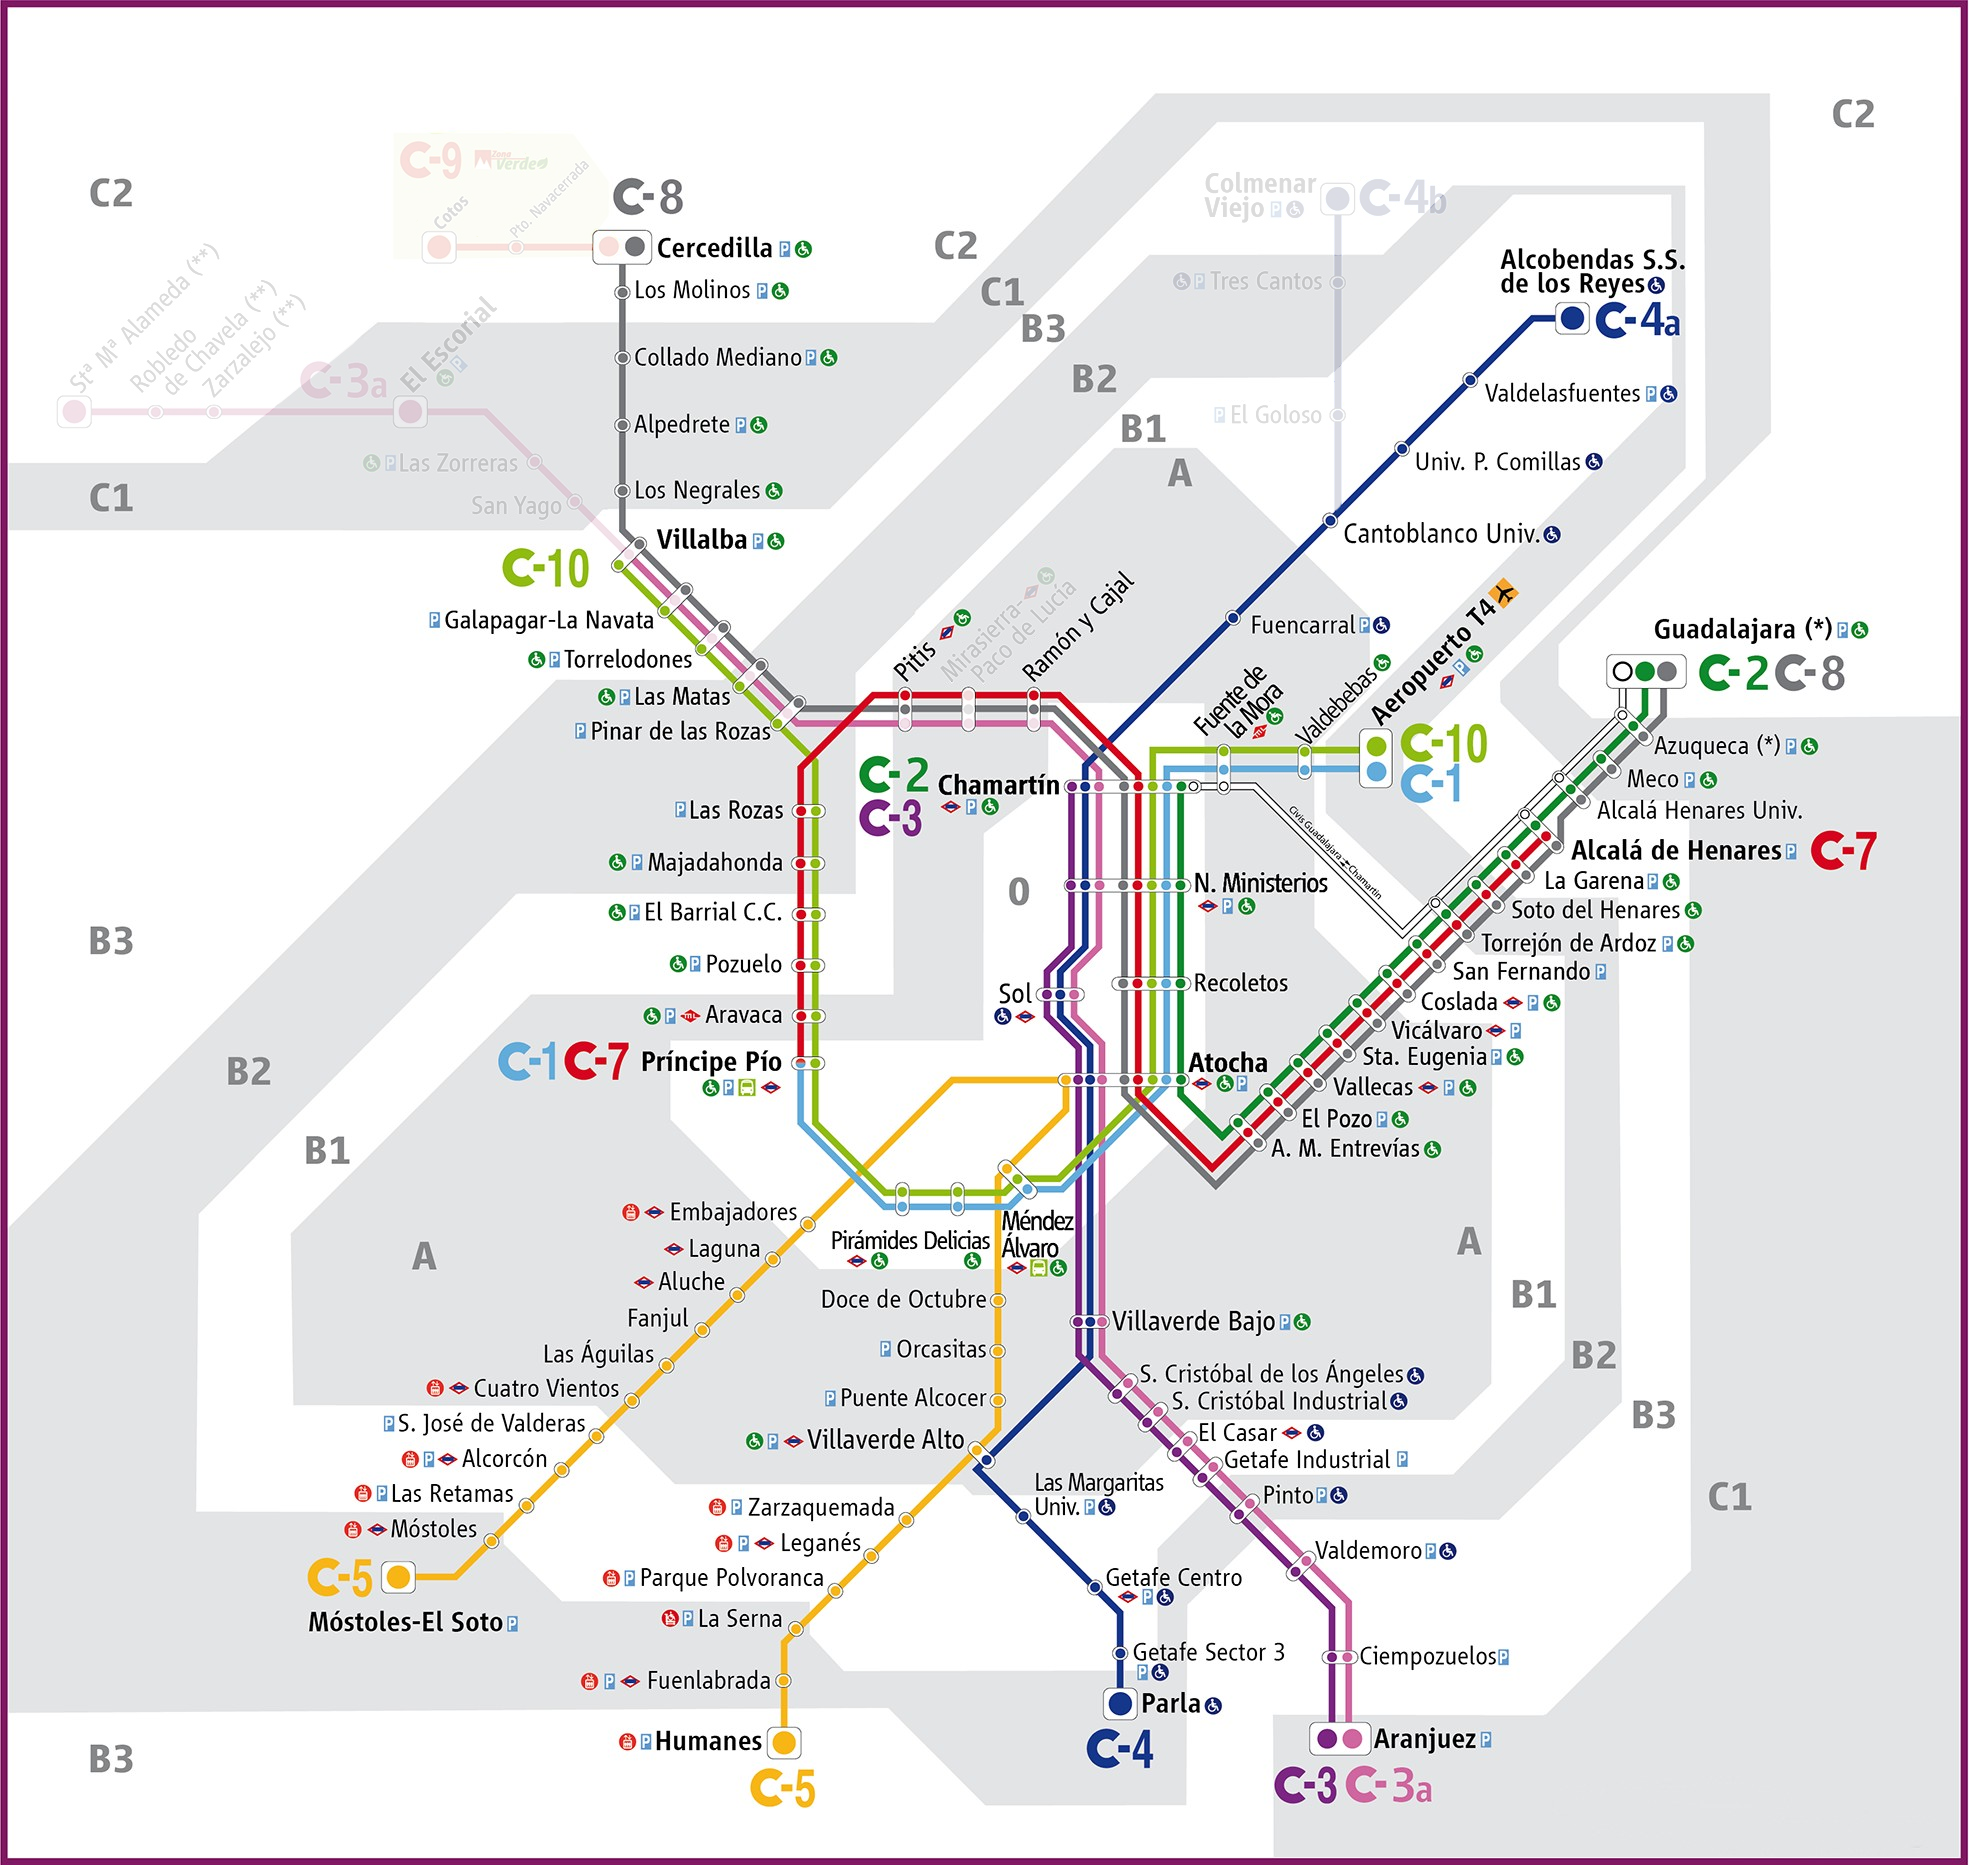 C2
C2
C-9 Zona Verde
Cotos
Pto. Navacerrada
C-8
Cercedilla P
Los Molinos P
Collado Mediano P
Alpedrete P
Los Negrales
Villalba P
Stª Mª Alameda (**)
Robledo
de Chavela (**)
Zarzalejo (**)
C-3a
El Escorial
P
P Las Zorreras
San Yago
C1
C2
C1
B3
B2
B1
A
Colmenar
Viejo P
C-4b
P Tres Cantos
P El Goloso
Alcobendas S.S.
de los Reyes
C-4a
Valdelasfuentes P
Univ. P. Comillas
Cantoblanco Univ.
Fuencarral P
C-10
P Galapagar-La Navata
P Torrelodones
P Las Matas
P Pinar de las Rozas
Pitis
Mirasierra-
Paco de Lucía
Ramón y Cajal
Fuente de
la Mora
Valdebebas
Aeropuerto T4
P
C-10
C-1
C-2
C-3
Chamartín
P
Civis Guadalajara Chamartín
Guadalajara (*) P
C-2 C-8
Azuqueca (*) P
Meco P
Alcalá Henares Univ.
Alcalá de Henares P C-7
La Garena P
Soto del Henares
Torrejón de Ardoz P
San Fernando P
Coslada P
Vicálvaro P
Sta. Eugenia P
Vallecas P
El Pozo P
A. M. Entrevías
P Las Rozas
P Majadahonda
P El Barrial C.C.
P Pozuelo
P ML Aravaca
C-1 C-7 Príncipe Pío
P
0
N. Ministerios
P
Recoletos
Sol
Atocha
P
B3
B2
B1
A
Embajadores
Laguna
Aluche
Fanjul
Las Águilas
Cuatro Vientos
P S. José de Valderas
P Alcorcón
P Las Retamas
Móstoles
C-5
Móstoles-El Soto P
Pirámides
Delicias
Méndez
Álvaro
Doce de Octubre
P Orcasitas
P Puente Alcocer
P Villaverde Alto
P Zarzaquemada
P Leganés
P Parque Polvoranca
P La Serna
P Fuenlabrada
P Humanes
C-5
Villaverde Bajo P
S. Cristóbal de los Ángeles
S. Cristóbal Industrial
El Casar
Getafe Industrial P
Pinto P
Valdemoro P
Ciempozuelos P
Aranjuez P
C-3 C-3a
Las Margaritas
Univ. P
Getafe Centro
P
Getafe Sector 3
P
Parla
C-4
A
B1
B2
B3
C1
B3